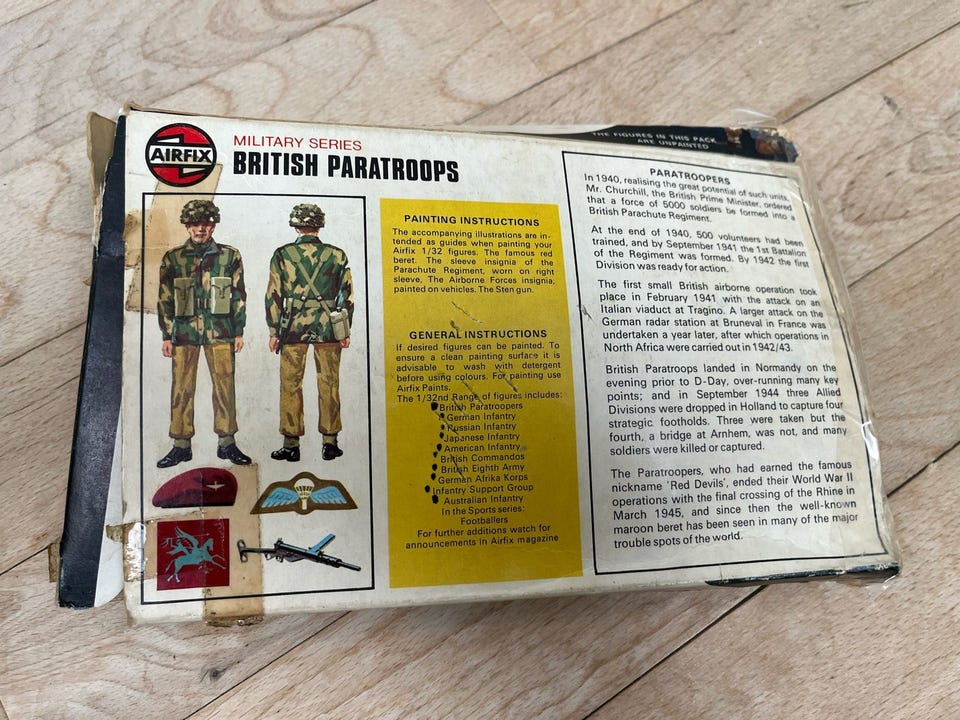 AIRFIX
MILITARY SERIES
BRITISH PARATROOPS
THE FIGURES IN THIS PACK
ARE UNPAINTED
PAINTING INSTRUCTIONS
The accompanying illustrations are in-
tended as guides when painting your
Airfix 1/32 figures. The famous red
beret. The sleeve insignia of the
Parachute Regiment, worn on right
sleeve, The Airborne Forces insignia,
painted on vehicles. The Sten gun.
GENERAL INSTRUCTIONS
If desired figures can be painted. To
ensure a clean painting surface it is
advisable to wash with detergent
before using colours. For painting use
Airfix Paints.
The 1/32nd Range of figures includes:
British Paratroopers
German Infantry
Russian Infantry
Japanese Infantry
American Infantry
British Commandos
British Eighth Army
German Afrika Korps
Infantry Support Group
Australian Infantry
In the Sports series:
Footballers
For further additions watch for
announcements in Airfix magazine
PARATROOPERS
In 1940, realising the great potential of such units,
Mr. Churchill, the British Prime Minister, ordered
that a force of 5000 soldiers be formed into a
British Parachute Regiment.
At the end of 1940, 500 volunteers had been
trained, and by September 1941 the 1st Battalion
of the Regiment was formed. By 1942 the first
Division was ready for action.
The first small British airborne operation took
place in February 1941 with the attack on an
Italian viaduct at Tragino. A larger attack on the
German radar station at Bruneval in France was
undertaken a year later, after which operations in
North Africa were carried out in 1942/43.
British Paratroops landed in Normandy on the
evening prior to D-Day, over-running many key
points; and in September 1944 three Allied
Divisions were dropped in Holland to capture four
strategic footholds. Three were taken but the
fourth, a bridge at Arnhem, was not, and many
soldiers were killed or captured.
The Paratroopers, who had earned the famous
nickname 'Red Devils', ended their World War II
operations with the final crossing of the Rhine in
March 1945, and since then the well-known
maroon beret has been seen in many of the major
trouble spots of the world.